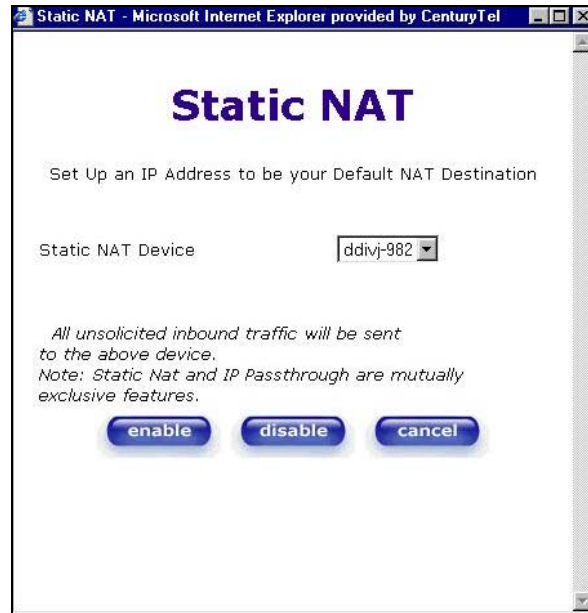 Static NAT - Microsoft Internet Explorer provided by CenturyTel
Static NAT
Set Up an IP Address to be your Default NAT Destination
Static NAT Device
ddivj-982
All unsolicited inbound traffic will be sent
to the above device.
Note: Static Nat and IP Passthrough are mutually
exclusive features.
enable disable cancel